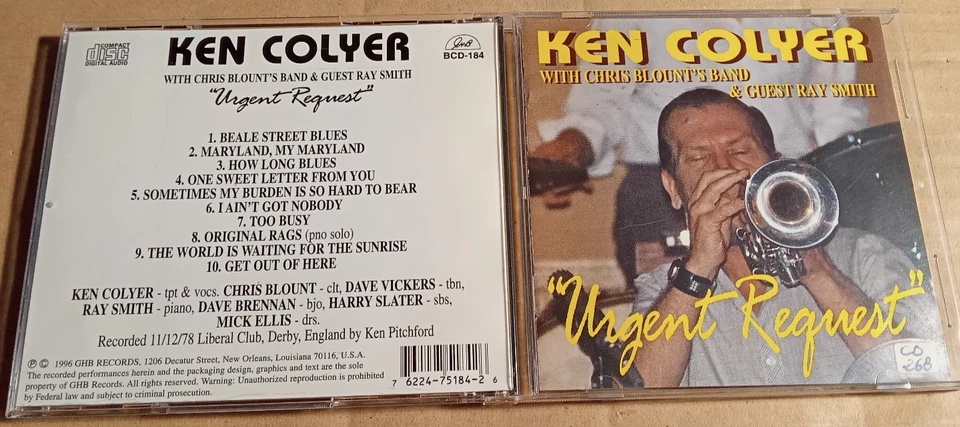 COMPACT
disc
DIGITAL AUDIO
KEN COLYER
GHB
BCD-184
WITH CHRIS BLOUNT'S BAND & GUEST RAY SMITH
"Urgent Request"
1. BEALE STREET BLUES
2. MARYLAND, MY MARYLAND
3. HOW LONG BLUES
4. ONE SWEET LETTER FROM YOU
5. SOMETIMES MY BURDEN IS SO HARD TO BEAR
6. I AIN'T GOT NOBODY
7. TOO BUSY
8. ORIGINAL RAGS (pno solo)
9. THE WORLD IS WAITING FOR THE SUNRISE
10. GET OUT OF HERE
KEN COLYER - tpt & vocs. CHRIS BLOUNT - clt, DAVE VICKERS - tbn,
RAY SMITH - piano, DAVE BRENNAN - bjo, HARRY SLATER - sbs,
MICK ELLIS - drs.
Recorded 11/12/78 Liberal Club, Derby, England by Ken Pitchford
℗ © 1996 GHB RECORDS, 1206 Decatur Street, New Orleans, Louisiana 70116, U.S.A.
The recorded performances herein and the packaging design, graphics and text are the sole
property of GHB Records. All rights reserved. Warning: Unauthorized reproduction is prohibited
by Federal law and subject to criminal prosecution.
7 62247-5184-2 6
KEN COLYER
WITH CHRIS BLOUNT'S BAND
& GUEST RAY SMITH
"Urgent Request"
CD
268